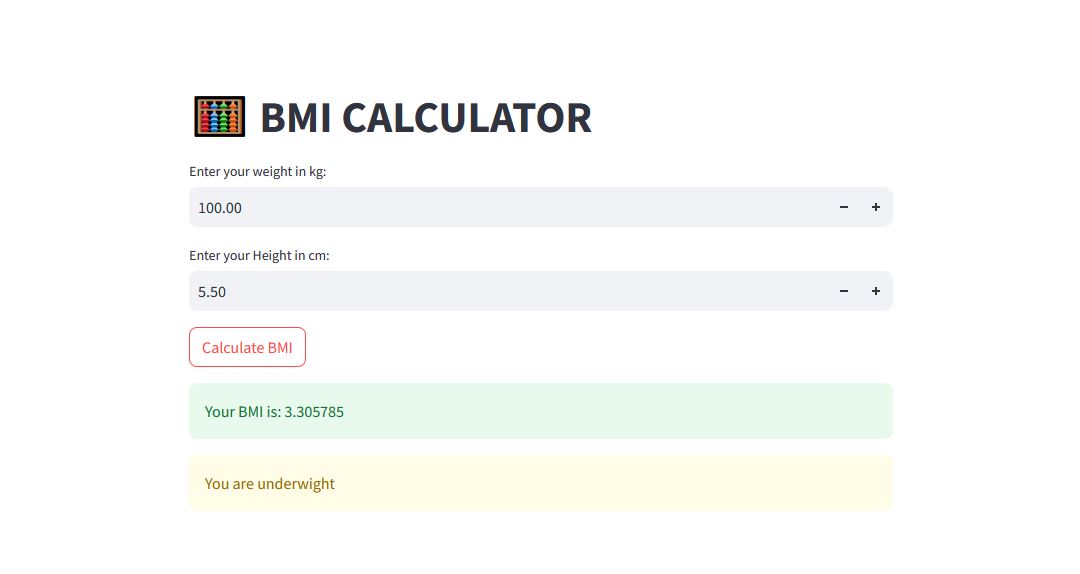 BMI CALCULATOR
Enter your weight in kg:
100.00
Enter your Height in cm:
5.50
Calculate BMI
Your BMI is: 3.305785
You are underwight